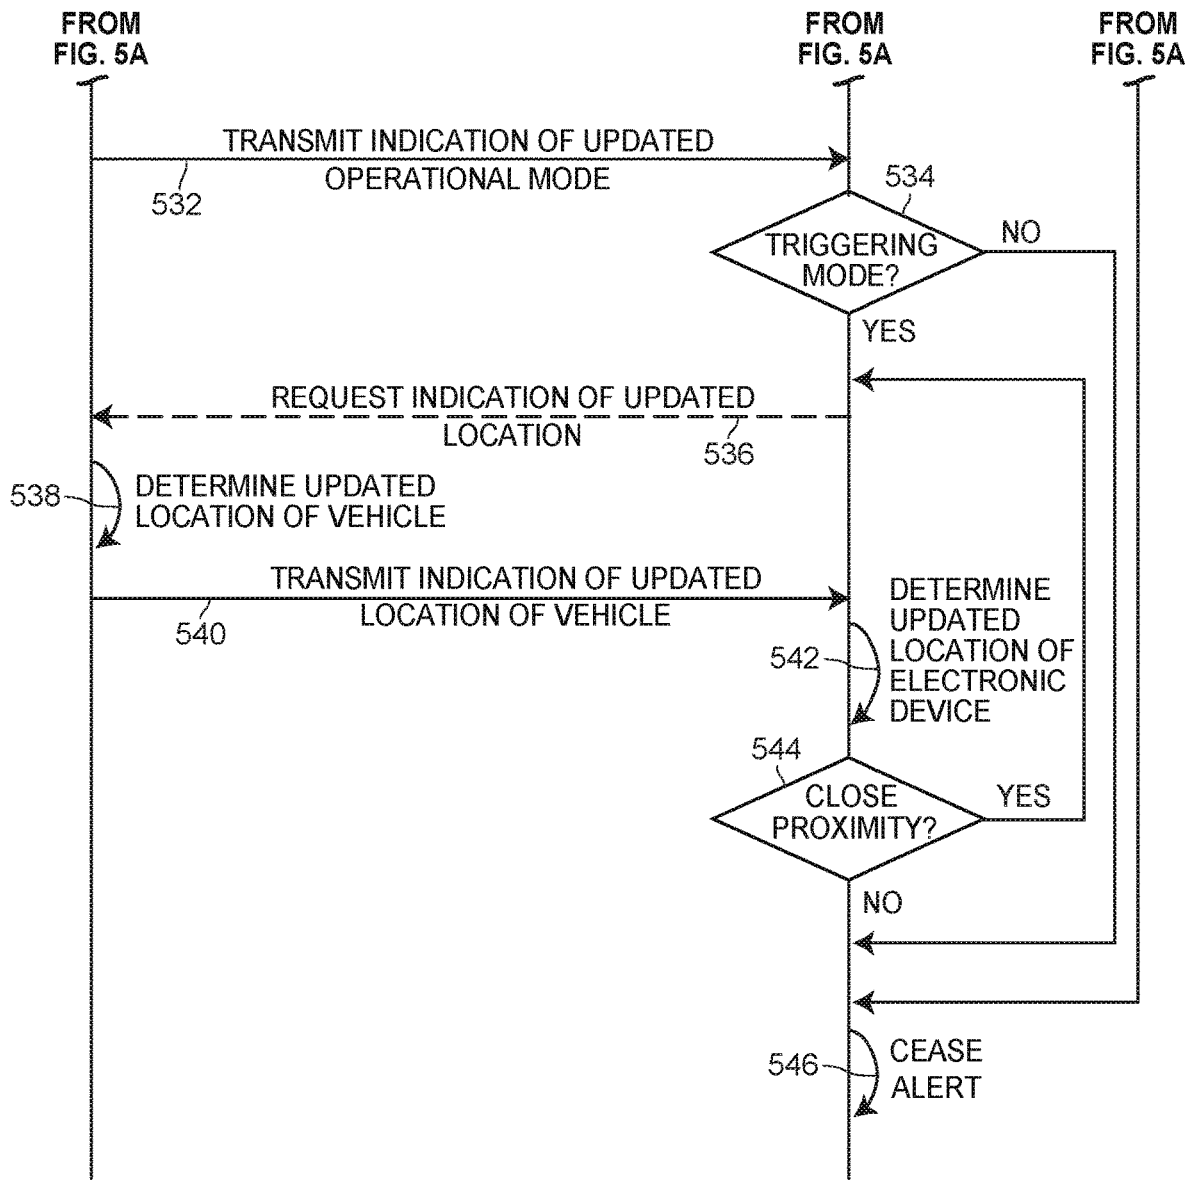 FROM
FIG. 5A
FROM
FIG. 5A
FROM
FIG. 5A
TRANSMIT INDICATION OF UPDATED
OPERATIONAL MODE
532
534
TRIGGERING
MODE?
NO
YES
REQUEST INDICATION OF UPDATED
LOCATION
536
538
DETERMINE UPDATED
LOCATION OF VEHICLE
TRANSMIT INDICATION OF UPDATED
LOCATION OF VEHICLE
540
542
DETERMINE
UPDATED
LOCATION OF
ELECTRONIC
DEVICE
544
CLOSE
PROXIMITY?
YES
NO
546
CEASE
ALERT